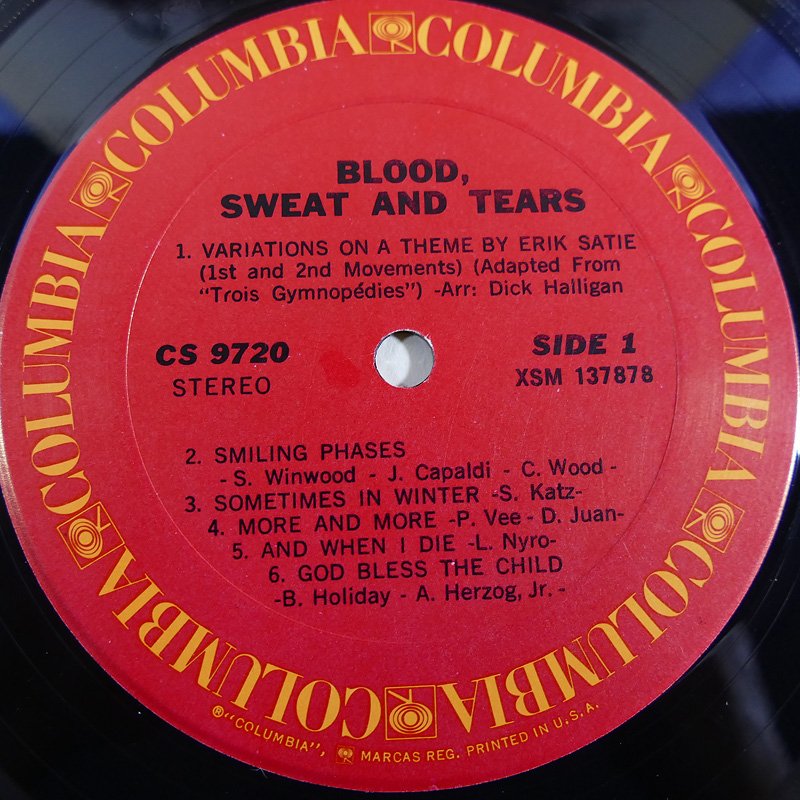 COLUMBIA COLUMBIA COLUMBIA COLUMBIA COLUMBIA COLUMBIA COLUMBIA
BLOOD,
SWEAT AND TEARS
1. VARIATIONS ON A THEME BY ERIK SATIE
(1st and 2nd Movements) (Adapted From
"Trois Gymnopédies") -Arr: Dick Halligan
CS 9720
STEREO
SIDE 1
XSM 137878
2. SMILING PHASES
- S. Winwood - J. Capaldi - C. Wood -
3. SOMETIMES IN WINTER -S. Katz-
4. MORE AND MORE -P. Vee - D. Juan-
5. AND WHEN I DIE -L. Nyro-
6. GOD BLESS THE CHILD
-B. Holiday - A. Herzog, Jr. -
®"COLUMBIA", MARCAS REG. PRINTED IN U.S.A.